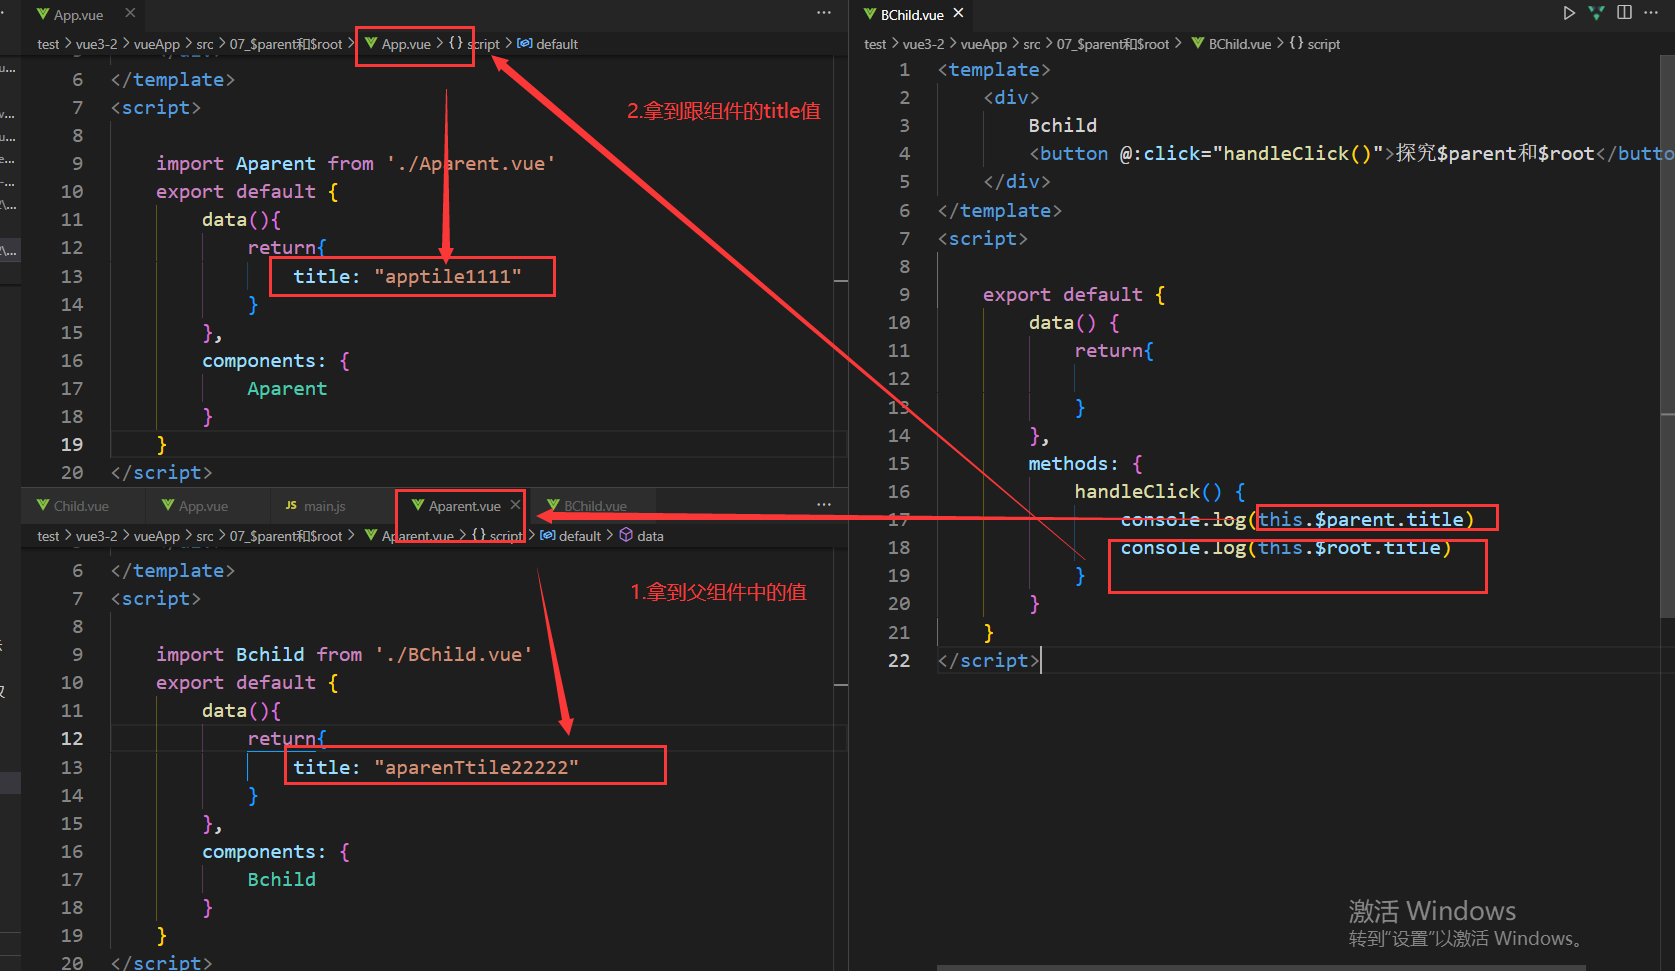 App.vue
test > vue3-2 > vueApp > src > 07_$parent和$root > App.vue > {} script > default
6 </template>
7 <script>
8
9 import Aparent from './Aparent.vue'
10 export default {
11 data(){
12 return{
13 title: "apptile1111"
14 }
15 },
16 components: {
17 Aparent
18 }
19 }
20 </script>
2.拿到跟组件的title值
Child.vue App.vue JS main.js Aparent.vue BChild.vue
test > vue3-2 > vueApp > src > 07_$parent和$root > Aparent.vue > {} script > default > data
6 </template>
7 <script>
8
9 import Bchild from './BChild.vue'
10 export default {
11 data(){
12 return{
13 title: "aparenTtile22222"
14 }
15 },
16 components: {
17 Bchild
18 }
19 }
20 </script>
1.拿到父组件中的值
BChild.vue
test > vue3-2 > vueApp > src > 07_$parent和$root > BChild.vue > {} script
1 <template>
2 <div>
3 Bchild
4 <button @:click="handleClick()">探究$parent和$root</butto
5 </div>
6 </template>
7 <script>
8
9 export default {
10 data() {
11 return{
12
13 }
14 },
15 methods: {
16 handleClick() {
17 console.log(this.$parent.title)
18 console.log(this.$root.title)
19 }
20 }
21 }
22 </script>
激活 Windows
转到"设置"以激活 Windows。